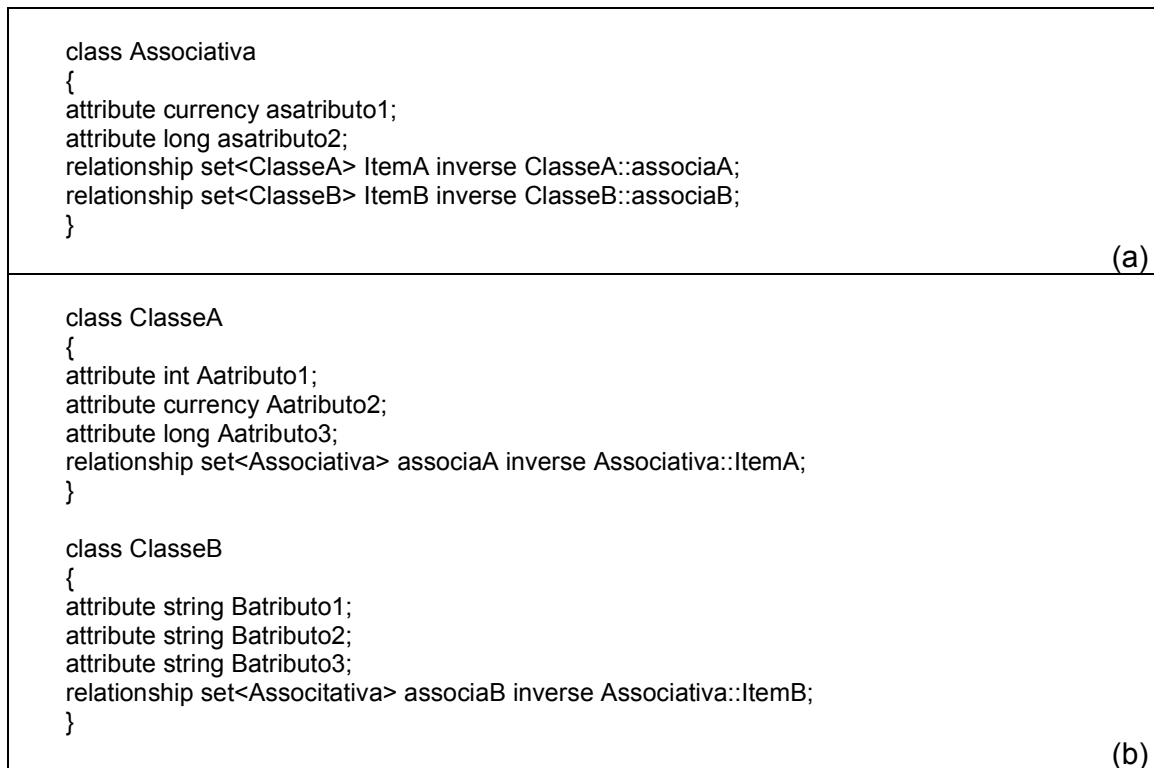 class Associativa
{
attribute currency asatributo1;
attribute long asatributo2;
relationship set<ClasseA> ItemA inverse ClasseA::associaA;
relationship set<ClasseB> ItemB inverse ClasseB::associaB;
}
(a)
class ClasseA
{
attribute int Aatributo1;
attribute currency Aatributo2;
attribute long Aatributo3;
relationship set<Associativa> associaA inverse Associativa::ItemA;
}
class ClasseB
{
attribute string Batributo1;
attribute string Batributo2;
attribute string Batributo3;
relationship set<Associtativa> associaB inverse Associativa::ItemB;
}
(b)